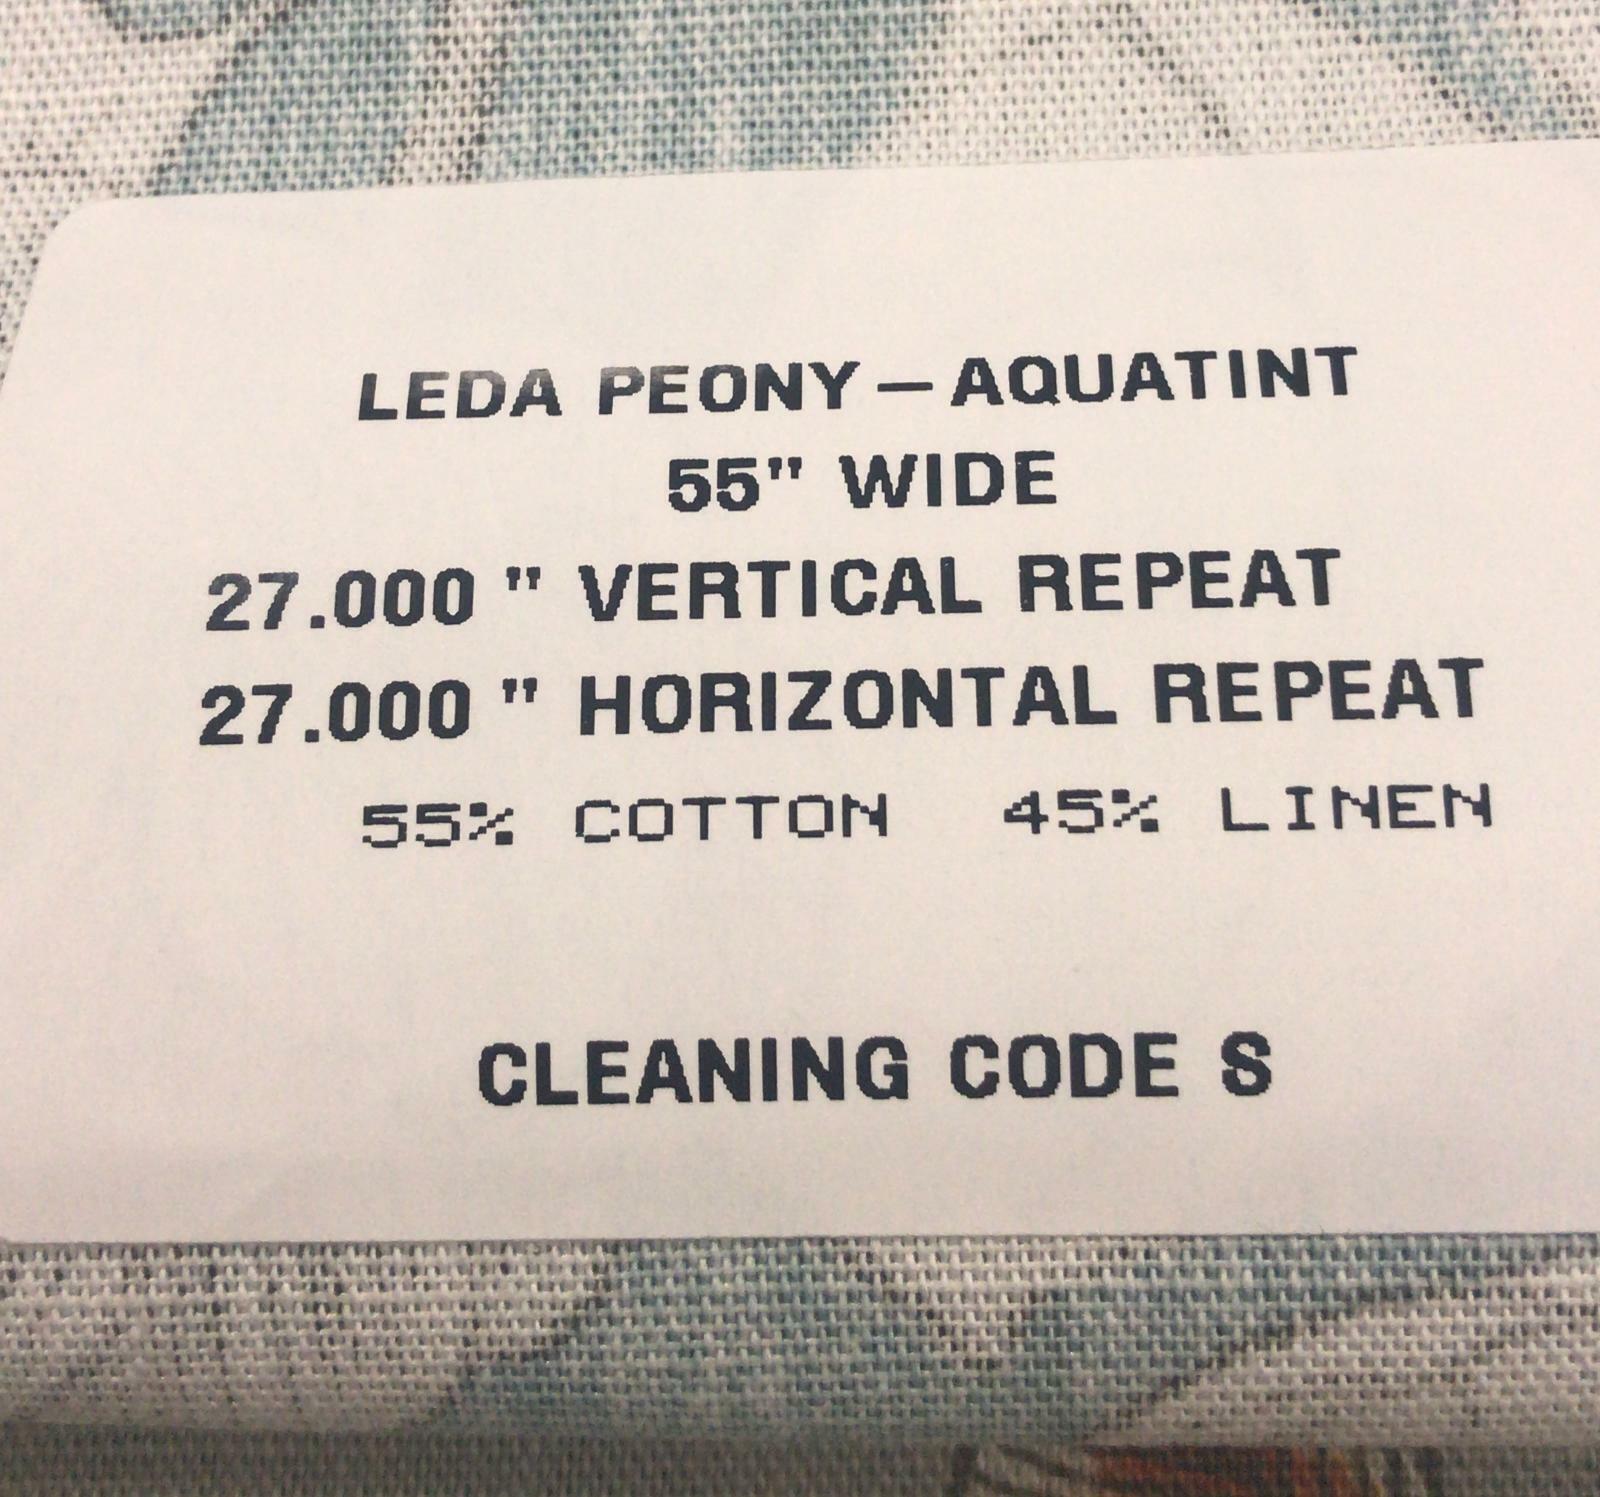 LEDA PEONY – AQUATINT
55" WIDE
27.000 " VERTICAL REPEAT
27.000 " HORIZONTAL REPEAT
55% COTTON 45% LINEN
CLEANING CODE S